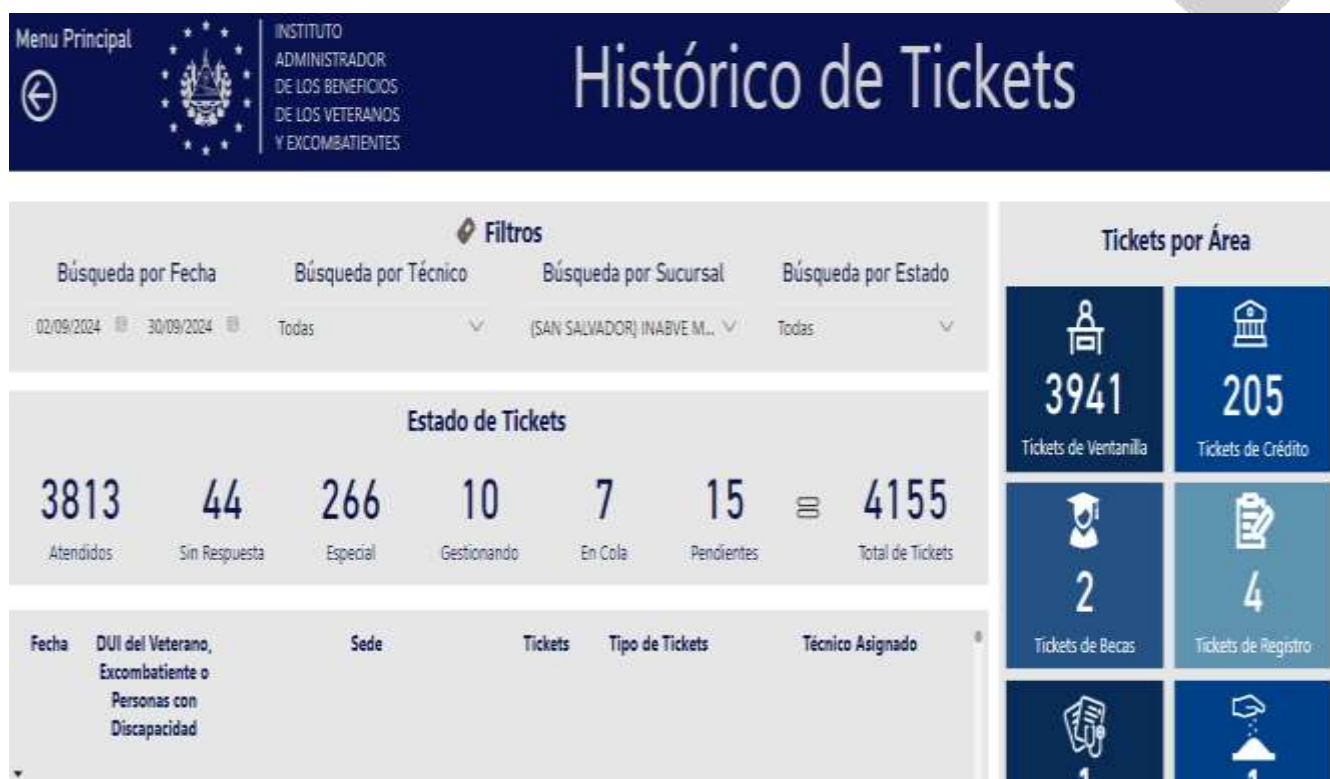 Menu Principal
INSTITUTO
ADMINISTRADOR
DE LOS BENEFICIOS
DE LOS VETERANOS
Y EXCOMBATIENTES
Histórico de Tickets
Filtros
Búsqueda por Fecha
Búsqueda por Técnico
Búsqueda por Sucursal
Búsqueda por Estado
02/09/2024 30/09/2024
Todas
(SAN SALVADOR) INABVE M...
Todas
Estado de Tickets
3813
Atendidos
44
Sin Respuesta
266
Especial
10
Gestionando
7
En Cola
15
Pendientes
4155
Total de Tickets
Fecha
DUI del Veterano,
Excombatiente o
Personas con
Discapacidad
Sede
Tickets
Tipo de Tickets
Técnico Asignado
Tickets por Área
3941
Tickets de Ventanilla
205
Tickets de Crédito
2
Tickets de Becas
4
Tickets de Registro